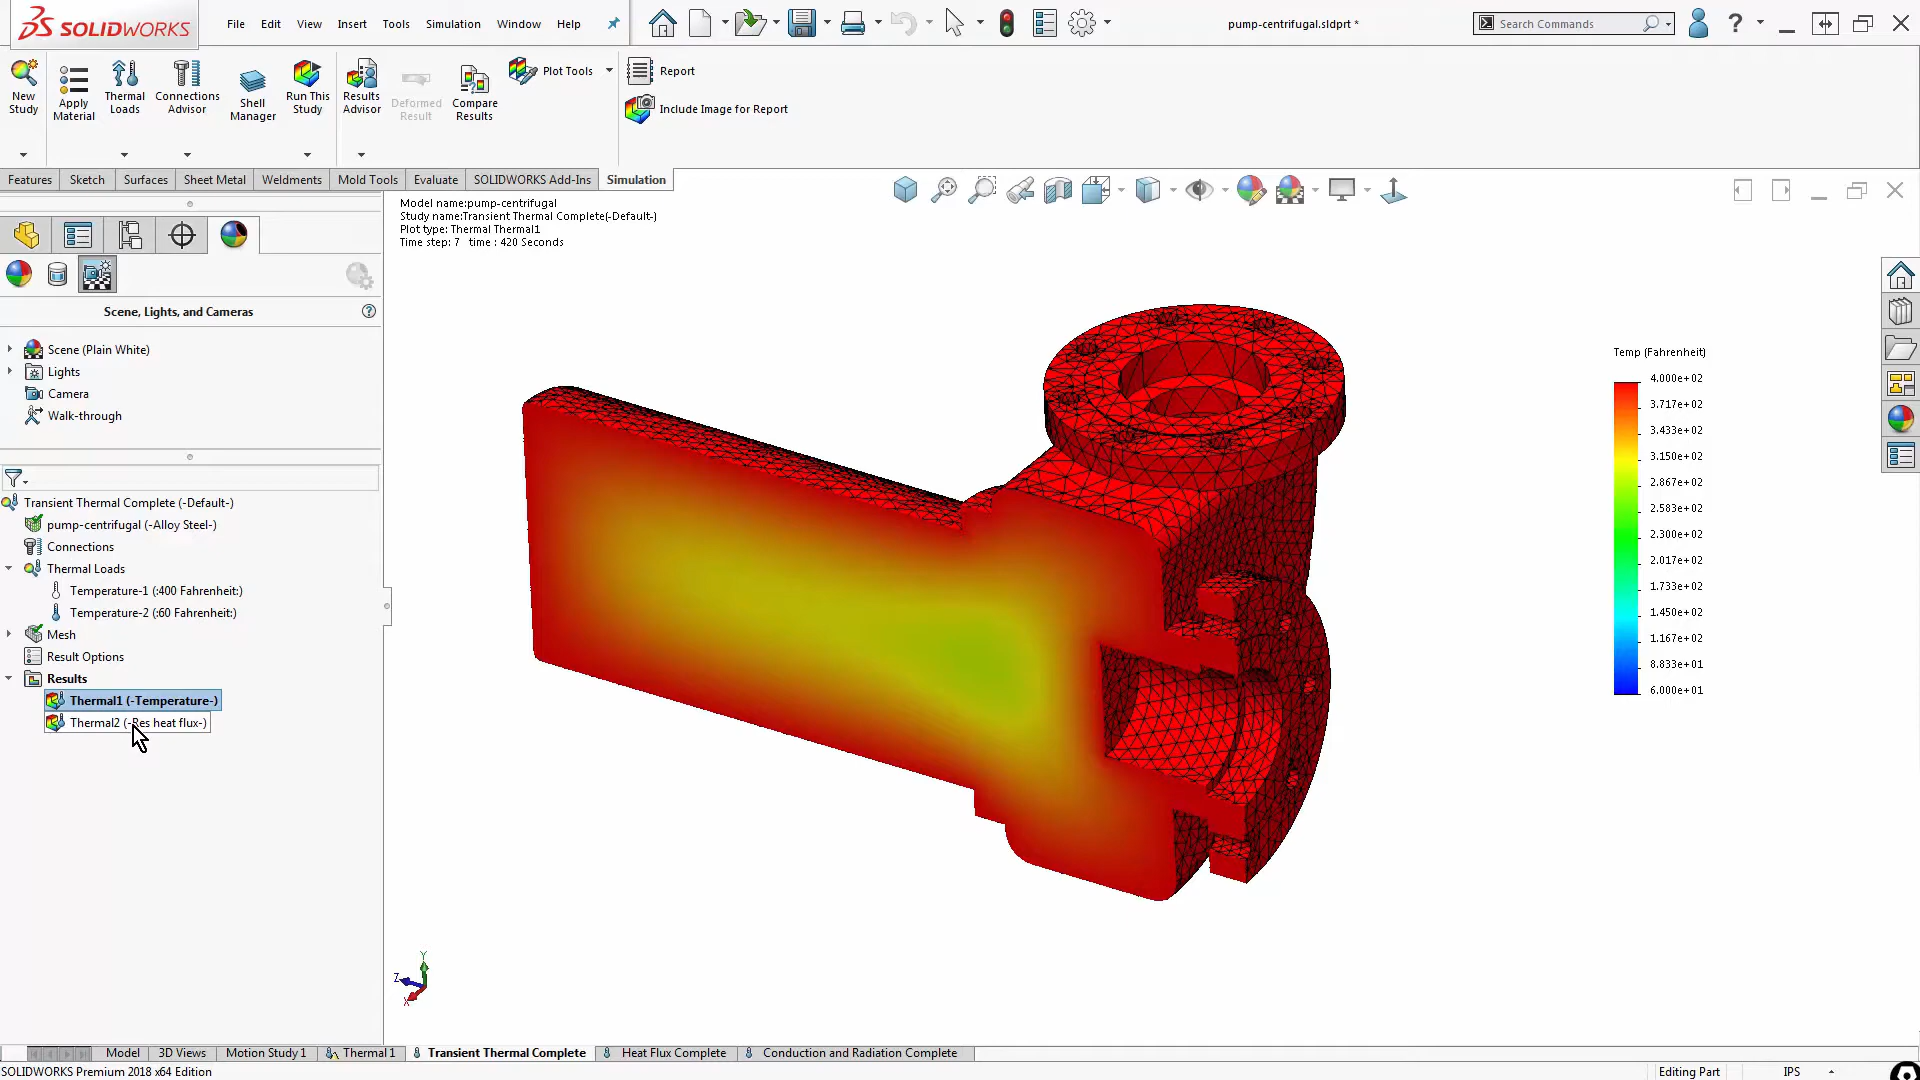 SOLIDWORKS
File Edit View Insert Tools Simulation Window Help
pump-centrifugal.sldprt *
Search Commands
?
New Study
Apply Material
Thermal Loads
Connections Advisor
Shell Manager
Run This Study
Results Advisor
Deformed Result
Compare Results
Plot Tools
Report
Include Image for Report
Features Sketch Surfaces Sheet Metal Weldments Mold Tools Evaluate SOLIDWORKS Add-Ins Simulation
Model name:pump-centrifugal
Study name:Transient Thermal Complete(-Default-)
Plot type: Thermal Thermal1
Time step: 7 time : 420 Seconds
Scene, Lights, and Cameras
?
Scene (Plain White)
Lights
Camera
Walk-through
Transient Thermal Complete (-Default-)
pump-centrifugal (-Alloy Steel-)
Connections
Thermal Loads
Temperature-1 (:400 Fahrenheit:)
Temperature-2 (:60 Fahrenheit:)
Mesh
Result Options
Results
Thermal1 (-Temperature-)
Thermal2 (-Res heat flux-)
Temp (Fahrenheit)
4.000e+02
3.717e+02
3.433e+02
3.150e+02
2.867e+02
2.583e+02
2.300e+02
2.017e+02
1.733e+02
1.450e+02
1.167e+02
8.833e+01
6.000e+01
Y
Z
X
Model 3D Views Motion Study 1 Thermal 1 Transient Thermal Complete Heat Flux Complete Conduction and Radiation Complete
SOLIDWORKS Premium 2018 x64 Edition
Editing Part
IPS